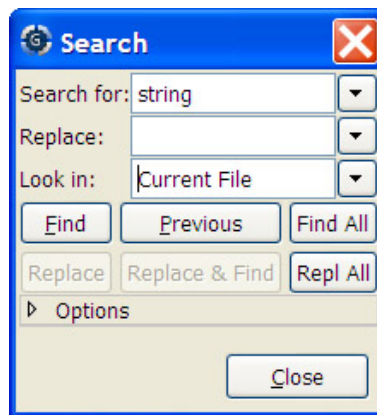 Search
Search for: string
Replace:
Look in: Current File
Find Previous Find All
Replace Replace & Find Repl All
Options
Close